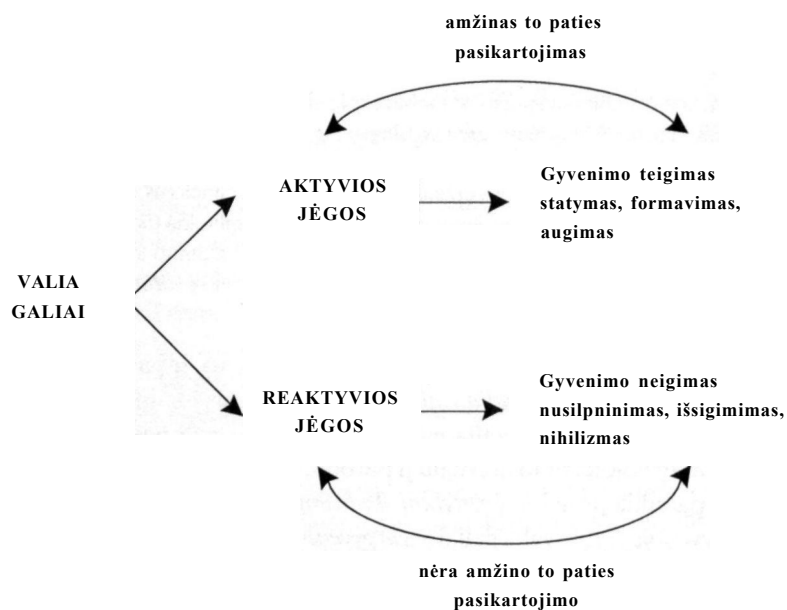 amžinas to paties
pasikartojimas
AKTYVIOS
JĖGOS
Gyvenimo teigimas
statymas, formavimas,
augimas
VALIA
GALIAI
REAKTYVIOS
JĖGOS
Gyvenimo neigimas
nusilpninimas, išsigimimas,
nihilizmas
nėra amžino to paties
pasikartojimo